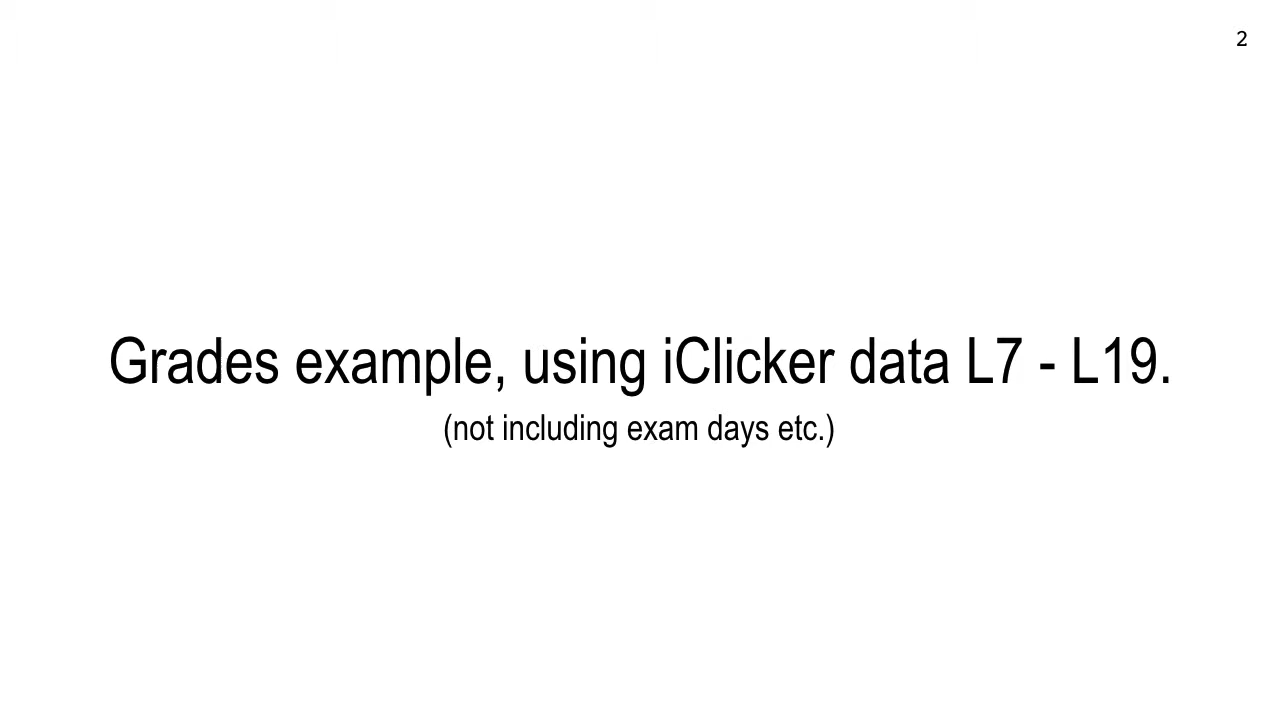 2
Grades example, using iClicker data L7 - L19.
(not including exam days etc.)